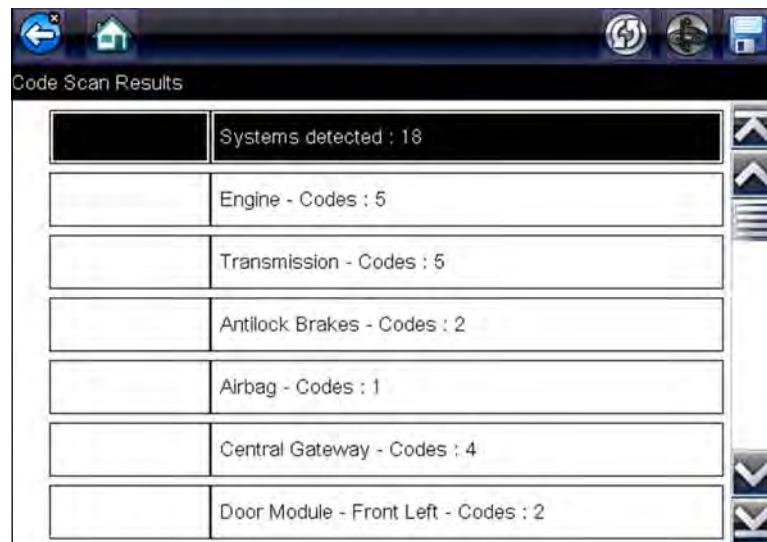 Code Scan Results
Systems detected : 18
Engine - Codes : 5
Transmission - Codes : 5
Antilock Brakes - Codes : 2
Airbag - Codes : 1
Central Gateway - Codes : 4
Door Module - Front Left - Codes : 2